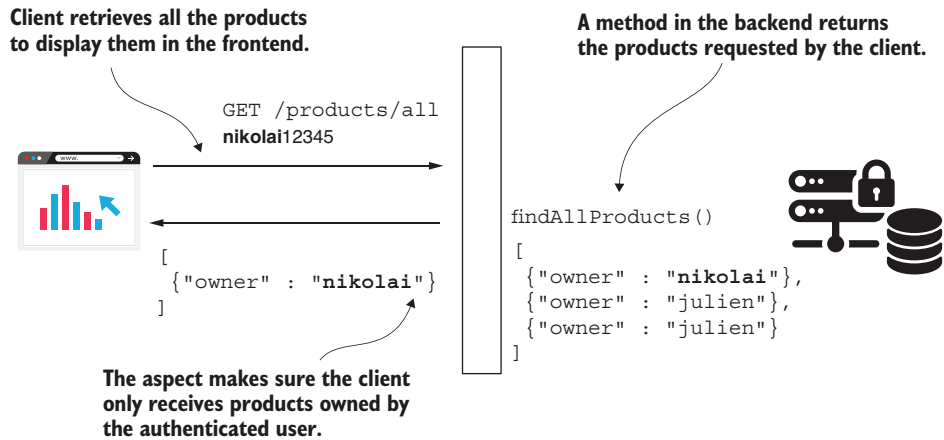 Client retrieves all the products
to display them in the frontend.
A method in the backend returns
the products requested by the client.
GET /products/all
nikolai12345
www.
findAllProducts()
[
{"owner" : "nikolai"},
{"owner" : "julien"},
{"owner" : "julien"}
]
[
{"owner" : "nikolai"}
]
The aspect makes sure the client
only receives products owned by
the authenticated user.